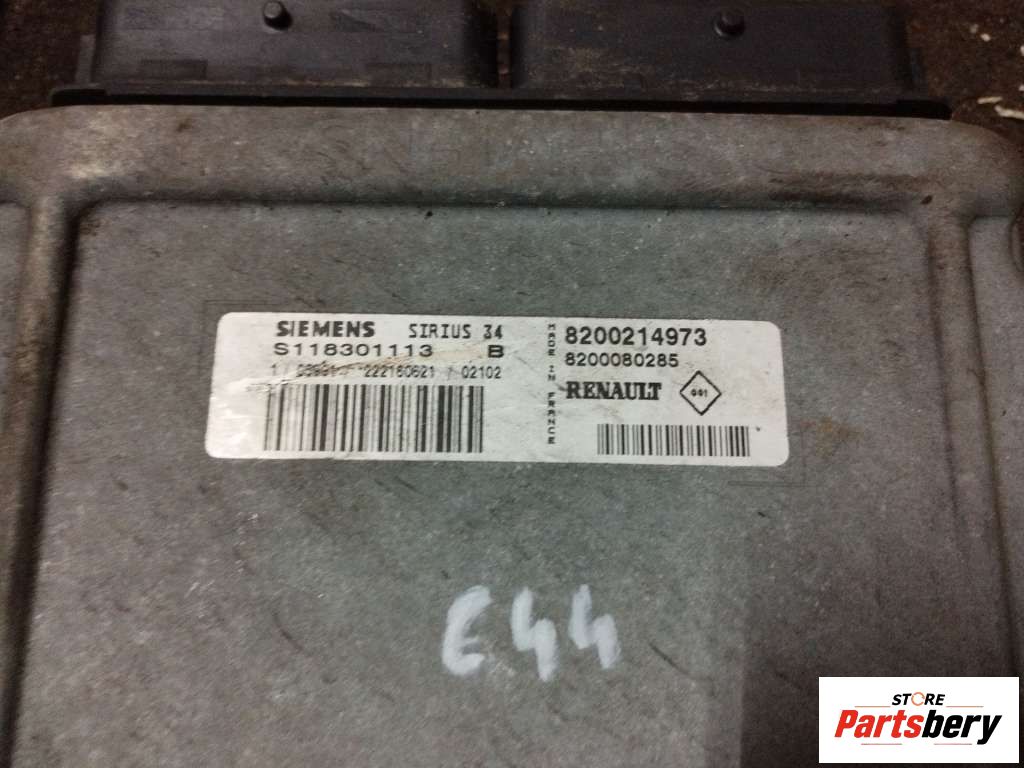 SIEMENS SIRIUS 34
S118301113 B
222160621 / 02102
MADE IN FRANCE
8200214973
8200080285
RENAULT
E44
STORE
Partsbery